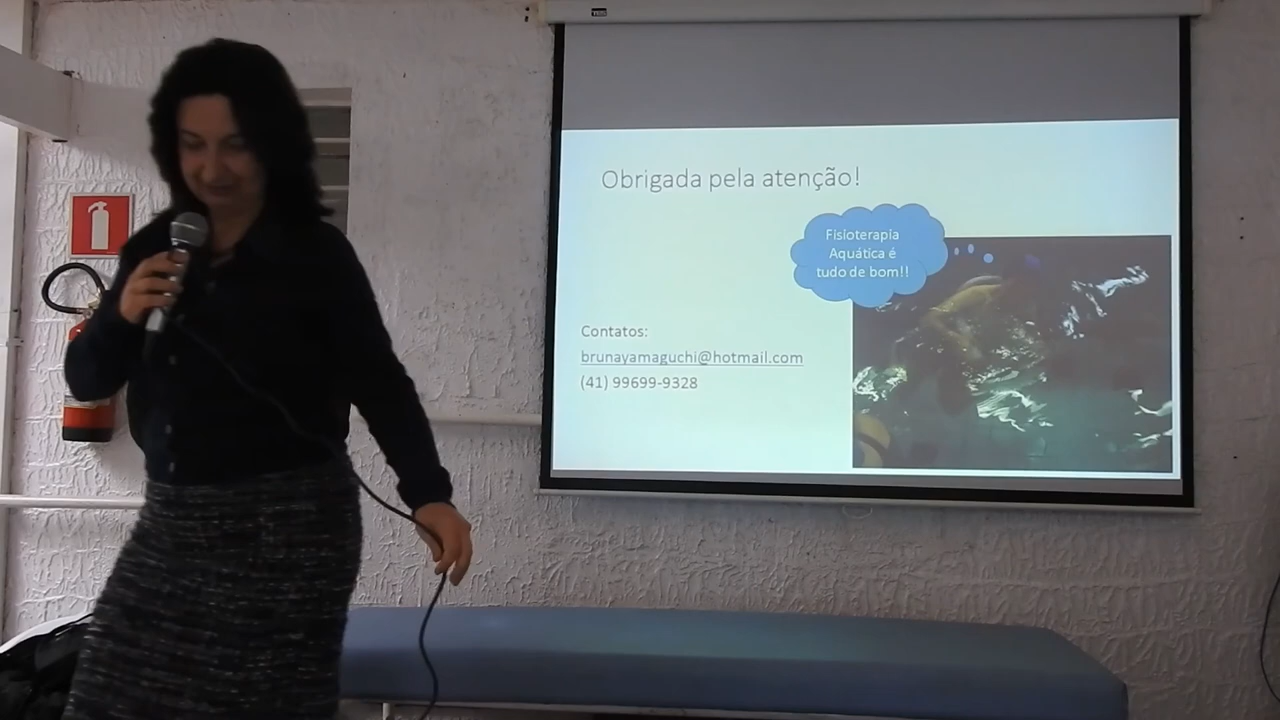 Obrigada pela atenção!
Fisioterapia
Aquática é
tudo de bom!!
Contatos:
brunayamaguchi@hotmail.com
(41) 99699-9328